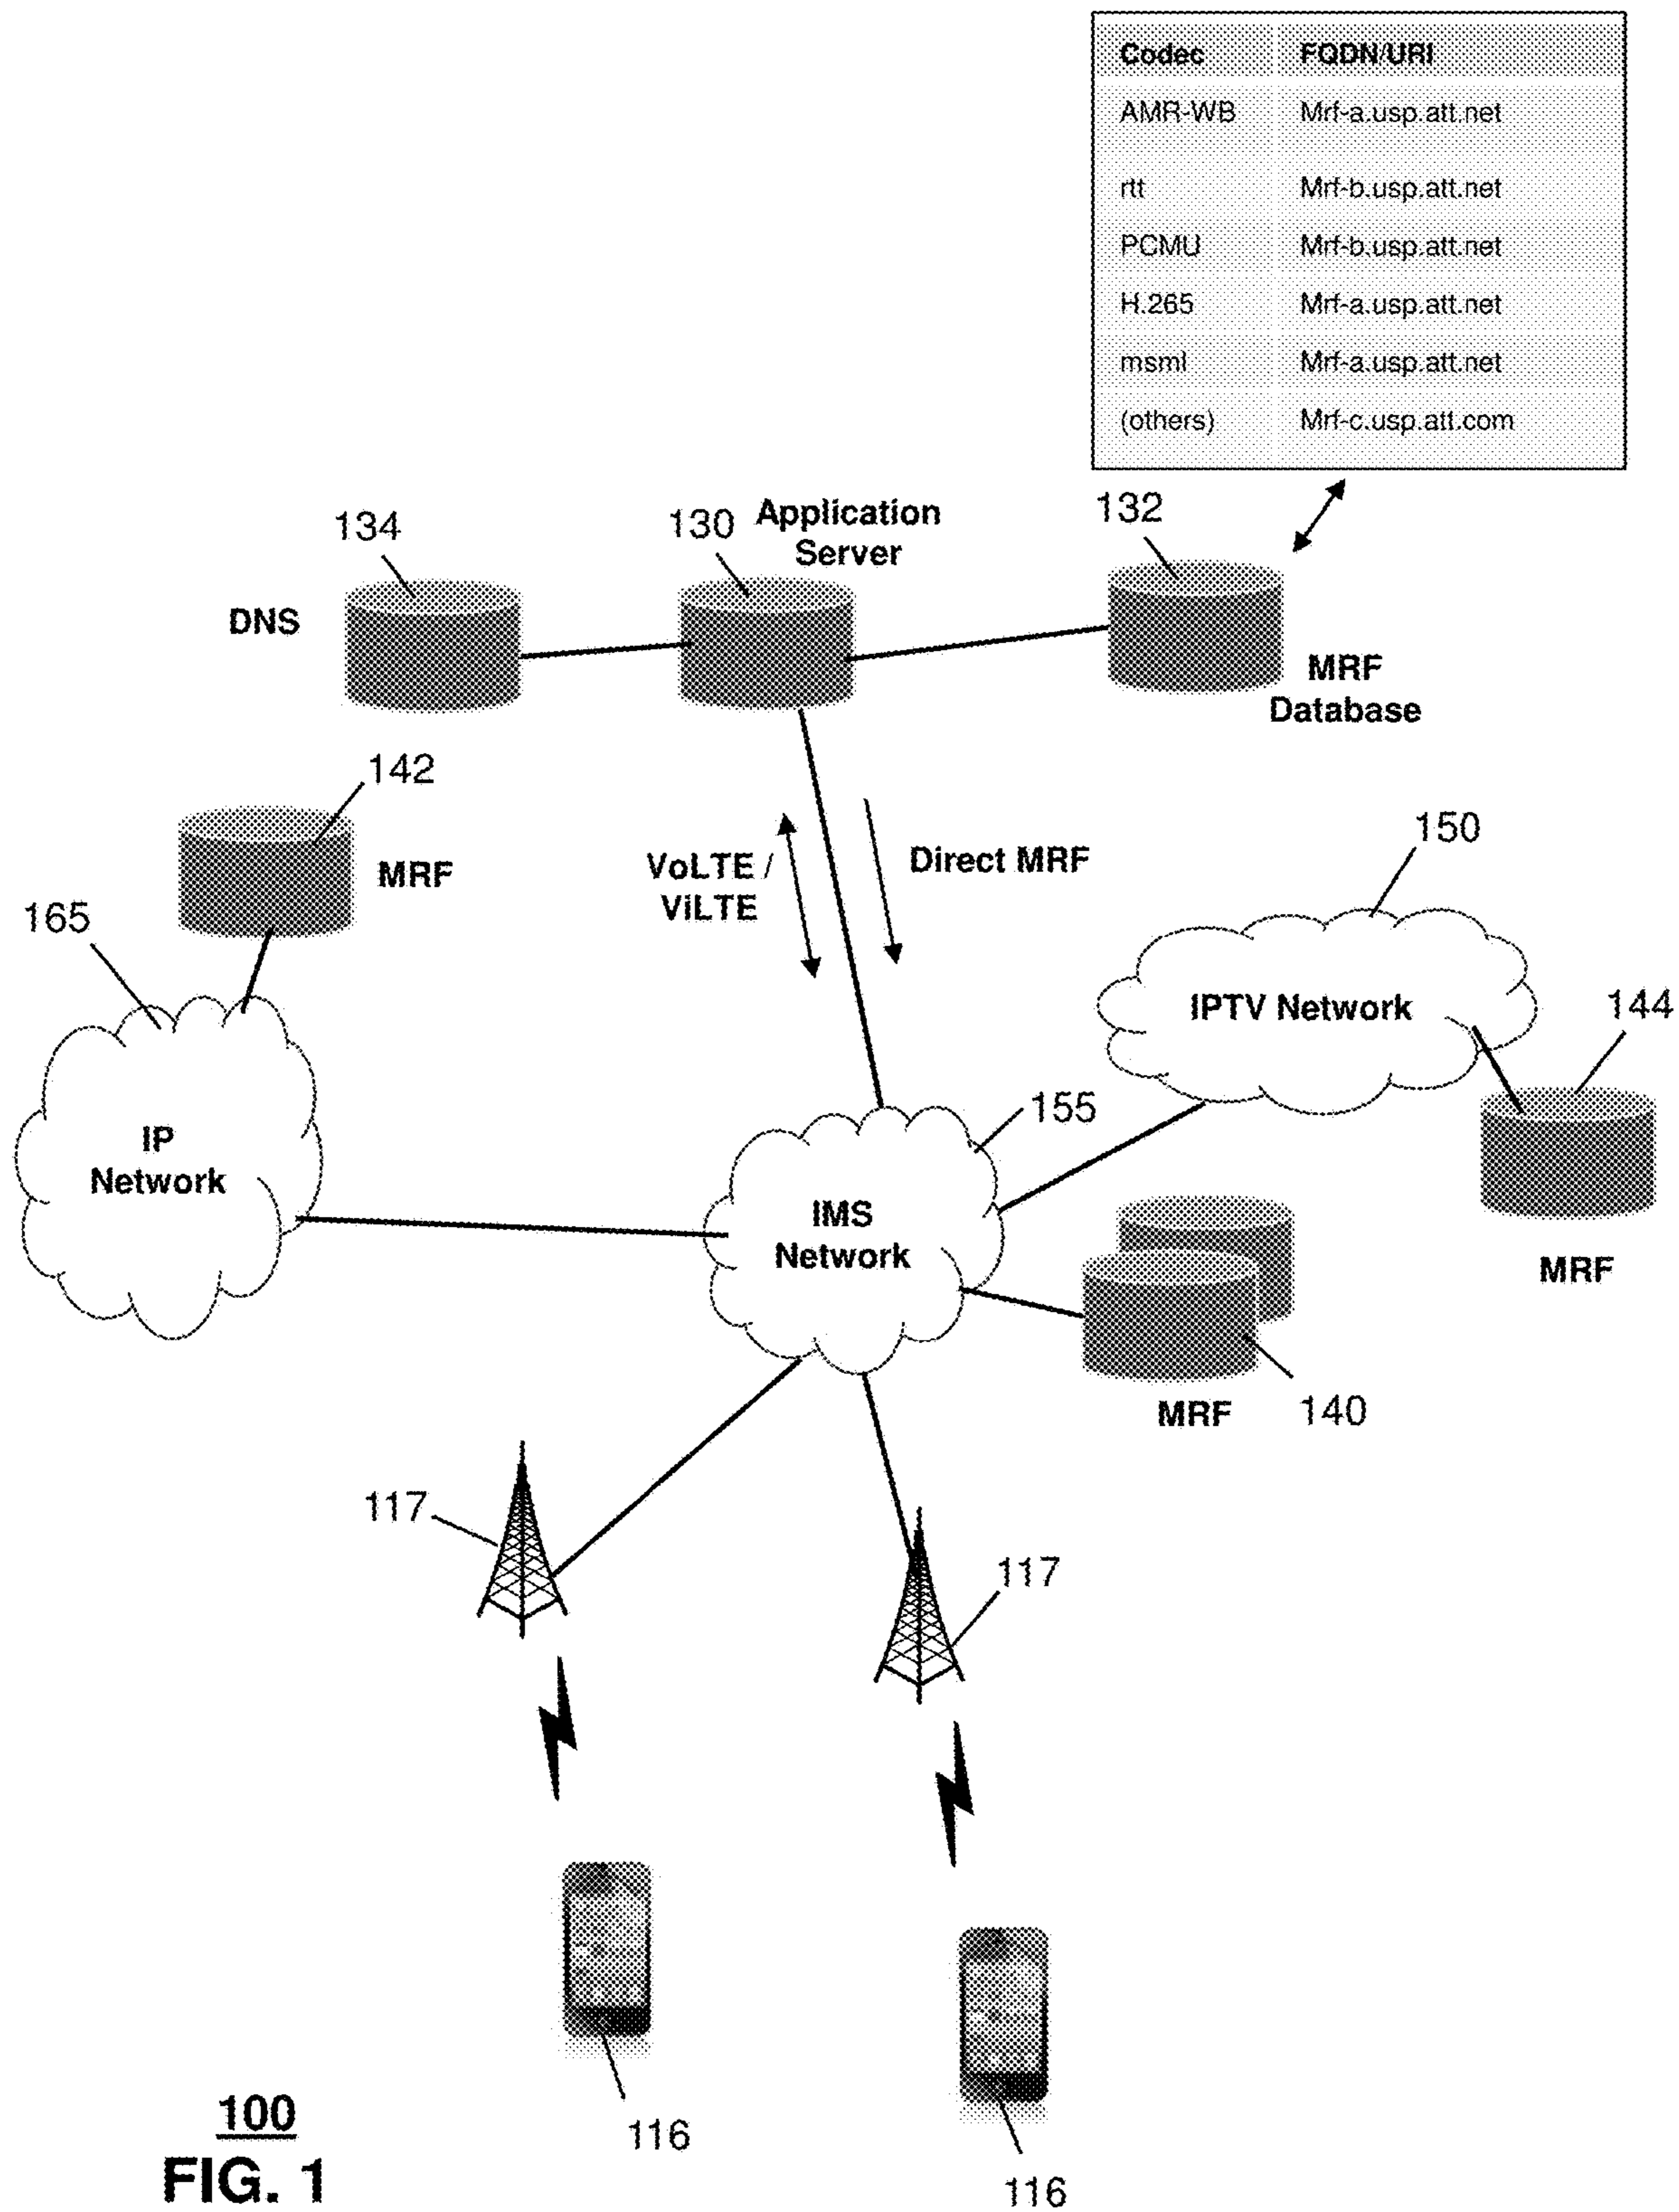 Codec FQDN/URI
AMR-WB Mrf-a.usp.att.net
rtt Mrf-b.usp.att.net
PCMU Mrf-b.usp.att.net
H.265 Mrf-a.usp.att.net
msml Mrf-a.usp.att.net
(others) Mrf-c.usp.att.com
134
130
Application
Server
132
DNS
MRF
Database
142
MRF
VoLTE /
ViLTE
Direct MRF
150
165
IPTV Network
144
IP
Network
155
IMS
Network
MRF
MRF
140
117
117
116
116
100
FIG. 1